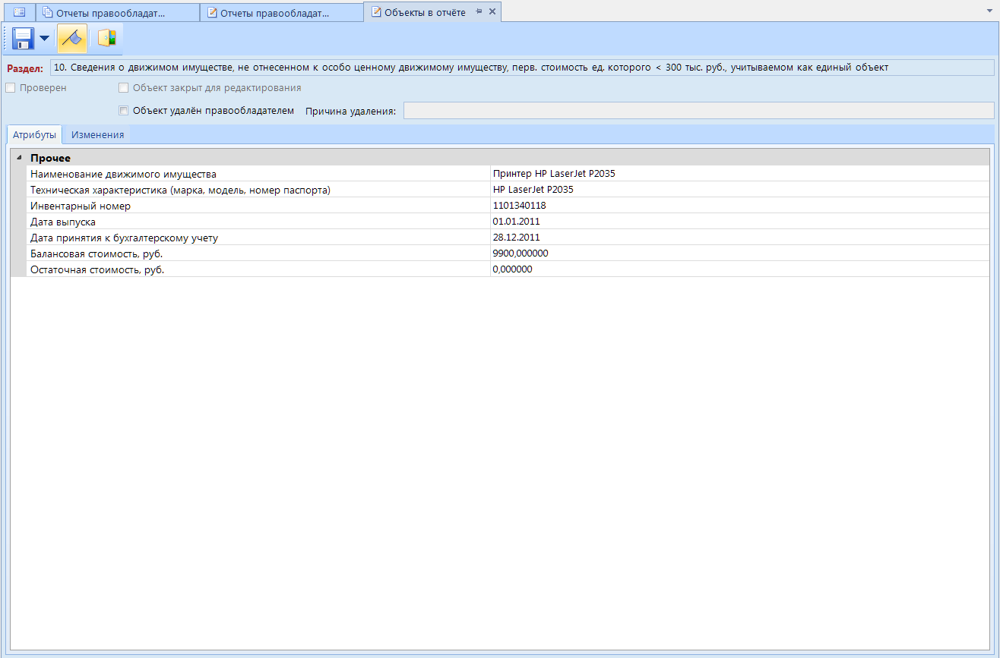 Отчеты правообладат... Отчеты правообладат... Объекты в отчёте
Раздел: 10. Сведения о движимом имуществе, не отнесенном к особо ценному движимому имуществу, перв. стоимость ед. которого < 300 тыс. руб., учитываемом как единый объект
Проверен Объект закрыт для редактирования
Объект удалён правообладателем Причина удаления:
Атрибуты Изменения
Прочее
Наименование движимого имущества Принтер HP LaserJet P2035
Техническая характеристика (марка, модель, номер паспорта) HP LaserJet P2035
Инвентарный номер 1101340118
Дата выпуска 01.01.2011
Дата принятия к бухгалтерскому учету 28.12.2011
Балансовая стоимость, руб. 9900,000000
Остаточная стоимость, руб. 0,000000